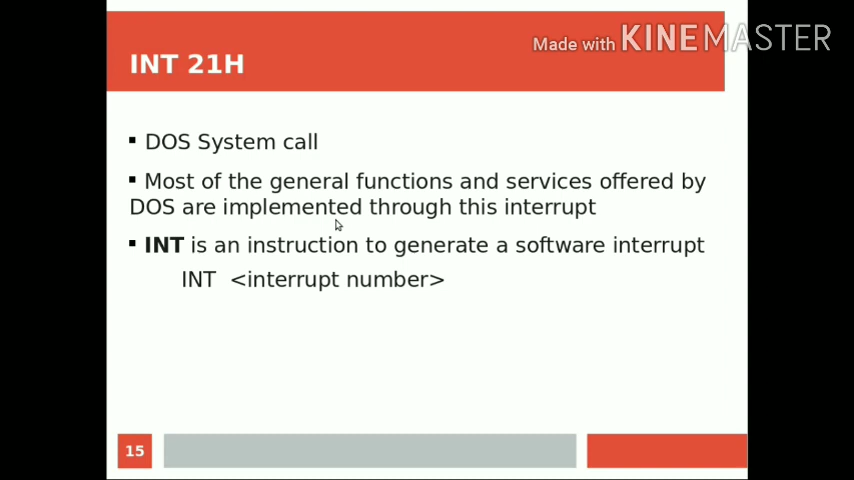 Made with KINEMASTER
INT 21H
▪ DOS System call
▪ Most of the general functions and services offered by
DOS are implemented through this interrupt
▪ INT is an instruction to generate a software interrupt
INT <interrupt number>
15